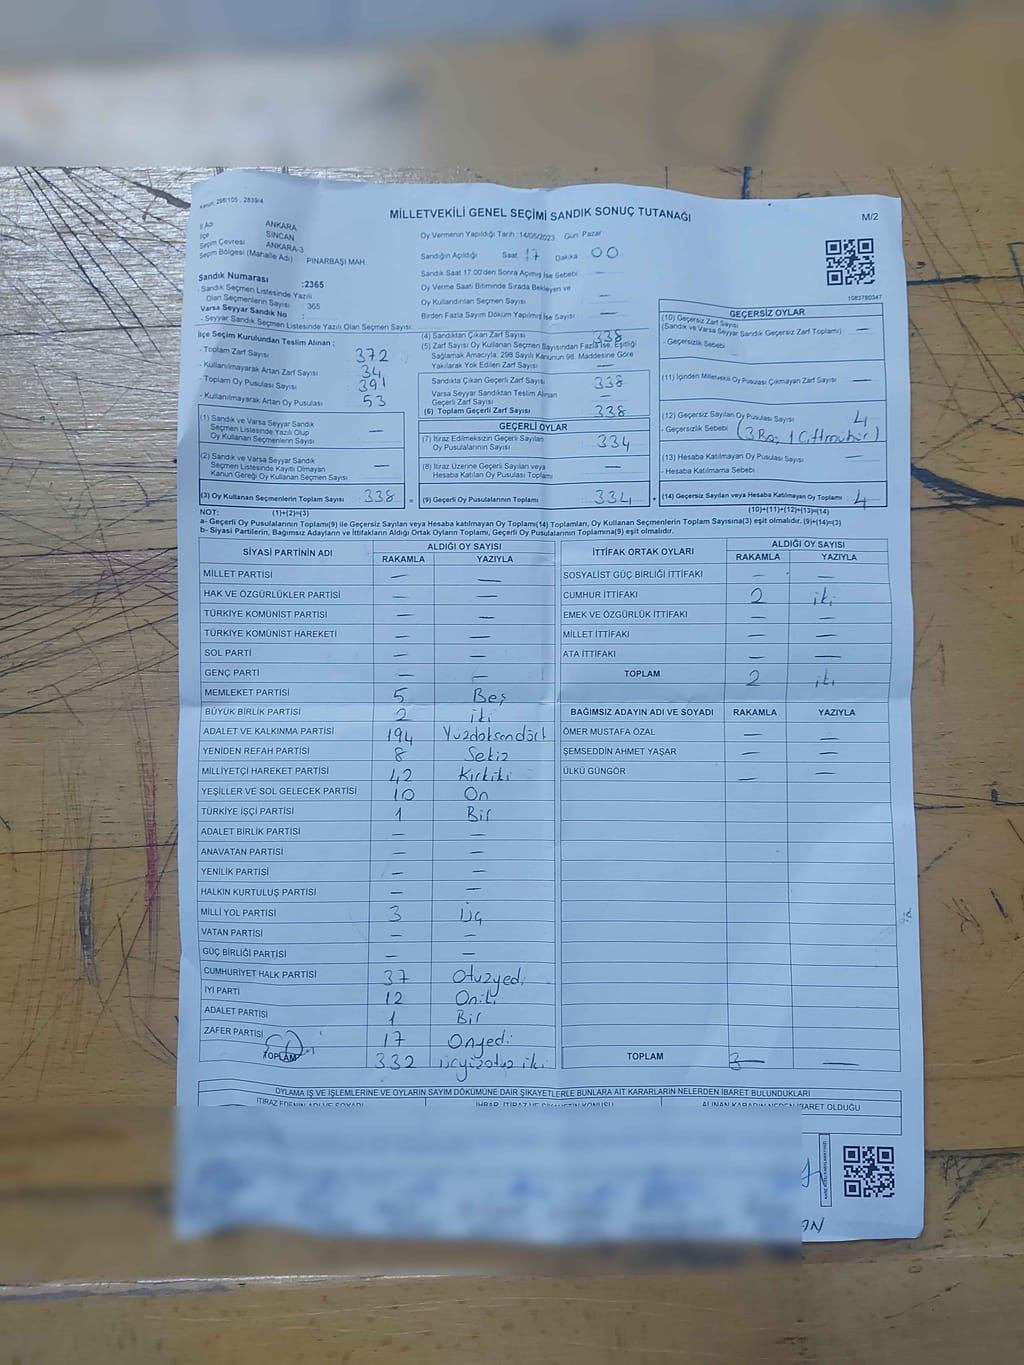 Kanun: 298/105 , 2839/4
MİLLETVEKİLİ GENEL SEÇİMİ SANDIK SONUÇ TUTANAĞI
M/2
İl Adı ANKARA
İlçe SİNCAN
Seçim Çevresi ANKARA-3
Seçim Bölgesi (Mahalle Adı) PINARBAŞI MAH
Sandık Numarası :2365
- Sandık Seçmen Listesinde Yazılı
Olan Seçmenlerin Sayısı : 365
Varsa Seyyar Sandık No :
- Seyyar Sandık Seçmen Listesinde Yazılı Olan Seçmen Sayısı:
Oy Vermenin Yapıldığı Tarih :14/05/2023 Gün: Pazar
Sandığın Açıldığı Saat 17 Dakika 00
Sandık Saat 17:00'den Sonra Açılmış İse Sebebi —
Oy Verme Saati Bitiminde Sırada Bekleyen ve
Oy Kullandırılan Seçmen Sayısı —
Birden Fazla Sayım Döküm Yapılmış İse Sayısı —
1083780347
İlçe Seçim Kurulundan Teslim Alınan :
- Toplam Zarf Sayısı 372
- Kullanılmayarak Artan Zarf Sayısı 34
- Toplam Oy Pusulası Sayısı 391
- Kullanılmayarak Artan Oy Pusulası 53
(1) Sandık ve Varsa Seyyar Sandık
Seçmen Listesinde Yazılı Olup
Oy Kullanan Seçmenlerin Sayısı —
(2) Sandık ve Varsa Seyyar Sandık
Seçmen Listesinde Kayıtlı Olmayan
Kanun Gereği Oy Kullanan Seçmen Sayısı —
(3) Oy Kullanan Seçmenlerin Toplam Sayısı 338 =
(4) Sandıktan Çıkan Zarf Sayısı 338
(5) Zarf Sayısı Oy Kullanan Seçmen Sayısından Fazla İse, Eşitliği
Sağlamak Amacıyla; 298 Sayılı Kanunun 98. Maddesine Göre
Yakılarak Yok Edilen Zarf Sayısı —
Sandıkta Çıkan Geçerli Zarf Sayısı 338
Varsa Seyyar Sandıktan Teslim Alınan
Geçerli Zarf Sayısı —
(6) Toplam Geçerli Zarf Sayısı 338
GEÇERLİ OYLAR
(7) İtiraz Edilmeksizin Geçerli Sayılan
Oy Pusulalarının Sayısı 334
(8) İtiraz Üzerine Geçerli Sayılan veya
Hesaba Katılan Oy Pusulası Toplamı —
(9) Geçerli Oy Pusulalarının Toplamı 334 +
GEÇERSİZ OYLAR
(10) Geçersiz Zarf Sayısı
(Sandık ve Varsa Seyyar Sandık Geçersiz Zarf Toplamı) —
- Geçersizlik Sebebi
(11) İçinden Milletvekili Oy Pusulası Çıkmayan Zarf Sayısı —
(12) Geçersiz Sayılan Oy Pusulası Sayısı 4
- Geçersizlik Sebebi (3 Boş 1 Çiftmühür)
(13) Hesaba Katılmayan Oy Pusulası Sayısı —
- Hesaba Katılmama Sebebi
(14) Geçersiz Sayılan veya Hesaba Katılmayan Oy Toplamı 4
NOT: (1)+(2)=(3)
(10)+(11)+(12)+(13)=(14)
a- Geçerli Oy Pusulalarının Toplamı(9) ile Geçersiz Sayılan veya Hesaba katılmayan Oy Toplamı(14) Toplamları, Oy Kullanan Seçmenlerin Toplam Sayısına(3) eşit olmalıdır. (9)+(14)=(3)
b- Siyasi Partilerin, Bağımsız Adayların ve İttifakların Aldığı Ortak Oyların Toplamı, Geçerli Oy Pusulalarının Toplamına(9) eşit olmalıdır.
SİYASİ PARTİNİN ADI ALDIĞI OY SAYISI
RAKAMLA YAZIYLA
MİLLET PARTİSİ — —
HAK VE ÖZGÜRLÜKLER PARTİSİ — —
TÜRKİYE KOMÜNİST PARTİSİ — —
TÜRKİYE KOMÜNİST HAREKETİ — —
SOL PARTİ — —
GENÇ PARTİ — —
MEMLEKET PARTİSİ 5 Beş
BÜYÜK BİRLİK PARTİSİ 2 iki
ADALET VE KALKINMA PARTİSİ 194 Yüzdoksandört
YENİDEN REFAH PARTİSİ 8 Sekiz
MİLLİYETÇİ HAREKET PARTİSİ 42 Kırkiki
YEŞİLLER VE SOL GELECEK PARTİSİ 10 On
TÜRKİYE İŞÇİ PARTİSİ 1 Bir
ADALET BİRLİK PARTİSİ — —
ANAVATAN PARTİSİ — —
YENİLİK PARTİSİ — —
HALKIN KURTULUŞ PARTİSİ — —
MİLLİ YOL PARTİSİ 3 üç
VATAN PARTİSİ — —
GÜÇ BİRLİĞİ PARTİSİ — —
CUMHURİYET HALK PARTİSİ 37 Otuzyedi
İYİ PARTİ 12 Oniki
ADALET PARTİSİ 1 Bir
ZAFER PARTİSİ 17 Onyedi
TOPLAM 332 üçyüzotuz iki
İTTİFAK ORTAK OYLARI ALDIĞI OY SAYISI
RAKAMLA YAZIYLA
SOSYALİST GÜÇ BİRLİĞİ İTTİFAKI — —
CUMHUR İTTİFAKI 2 iki
EMEK VE ÖZGÜRLÜK İTTİFAKI — —
MİLLET İTTİFAKI — —
ATA İTTİFAKI — —
TOPLAM 2 iki
BAĞIMSIZ ADAYIN ADI VE SOYADI RAKAMLA YAZIYLA
ÖMER MUSTAFA ÖZAL — —
ŞEMSEDDİN AHMET YAŞAR — —
ÜLKÜ GÜNGÖR — —
TOPLAM — —
OYLAMA İŞ VE İŞLEMLERİNE VE OYLARIN SAYIM DÖKÜMÜNE DAİR ŞİKAYETLERLE BUNLARA AİT KARARLARIN NELERDEN İBARET BULUNDUKLARI
İTİRAZ EDENİN ADI VE SOYADI İHBAR, İTİRAZ VE ŞİKAYETİN KONUSU ALINAN KARARIN NEDEN İBARET OLDUĞU